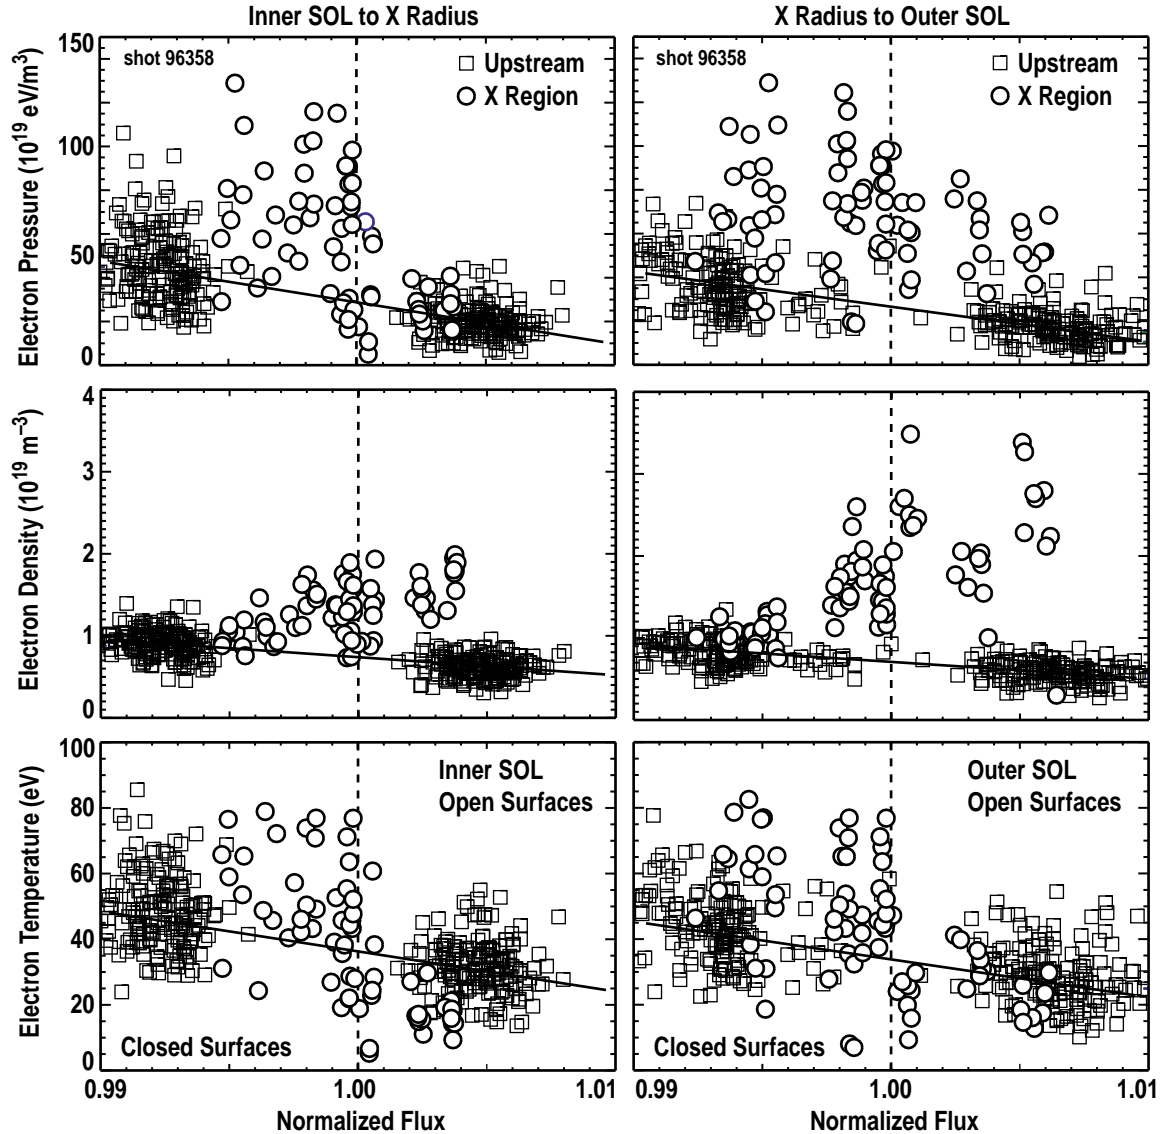 Inner SOL to X Radius
X Radius to Outer SOL
150
100
50
0
Electron Pressure (10^19 eV/m^3)
shot 96358
Upstream
X Region
shot 96358
Upstream
X Region
4
3
2
1
0
Electron Density (10^19 m^−3)
100
80
60
40
20
0
Electron Temperature (eV)
Inner SOL
Open Surfaces
Closed Surfaces
Outer SOL
Open Surfaces
Closed Surfaces
0.99
1.00
1.01
0.99
1.00
1.01
Normalized Flux
Normalized Flux